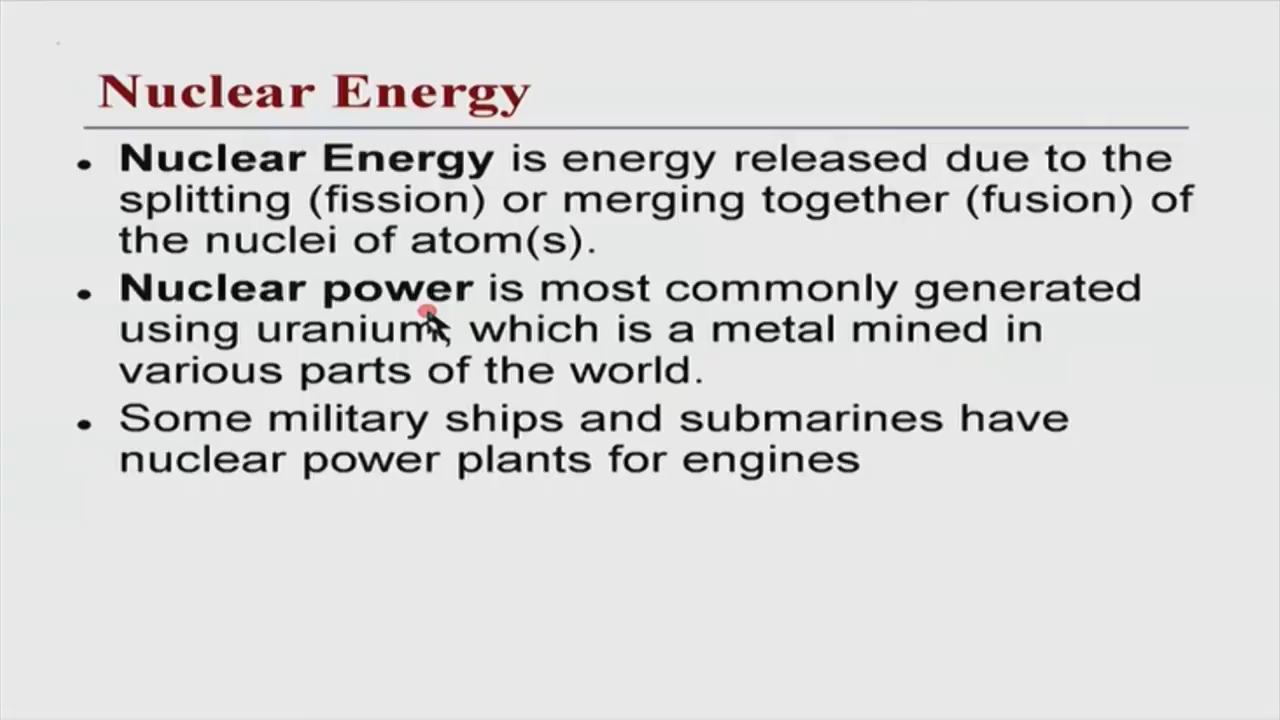 Nuclear Energy
• Nuclear Energy is energy released due to the
splitting (fission) or merging together (fusion) of
the nuclei of atom(s).
• Nuclear power is most commonly generated
using uranium, which is a metal mined in
various parts of the world.
• Some military ships and submarines have
nuclear power plants for engines